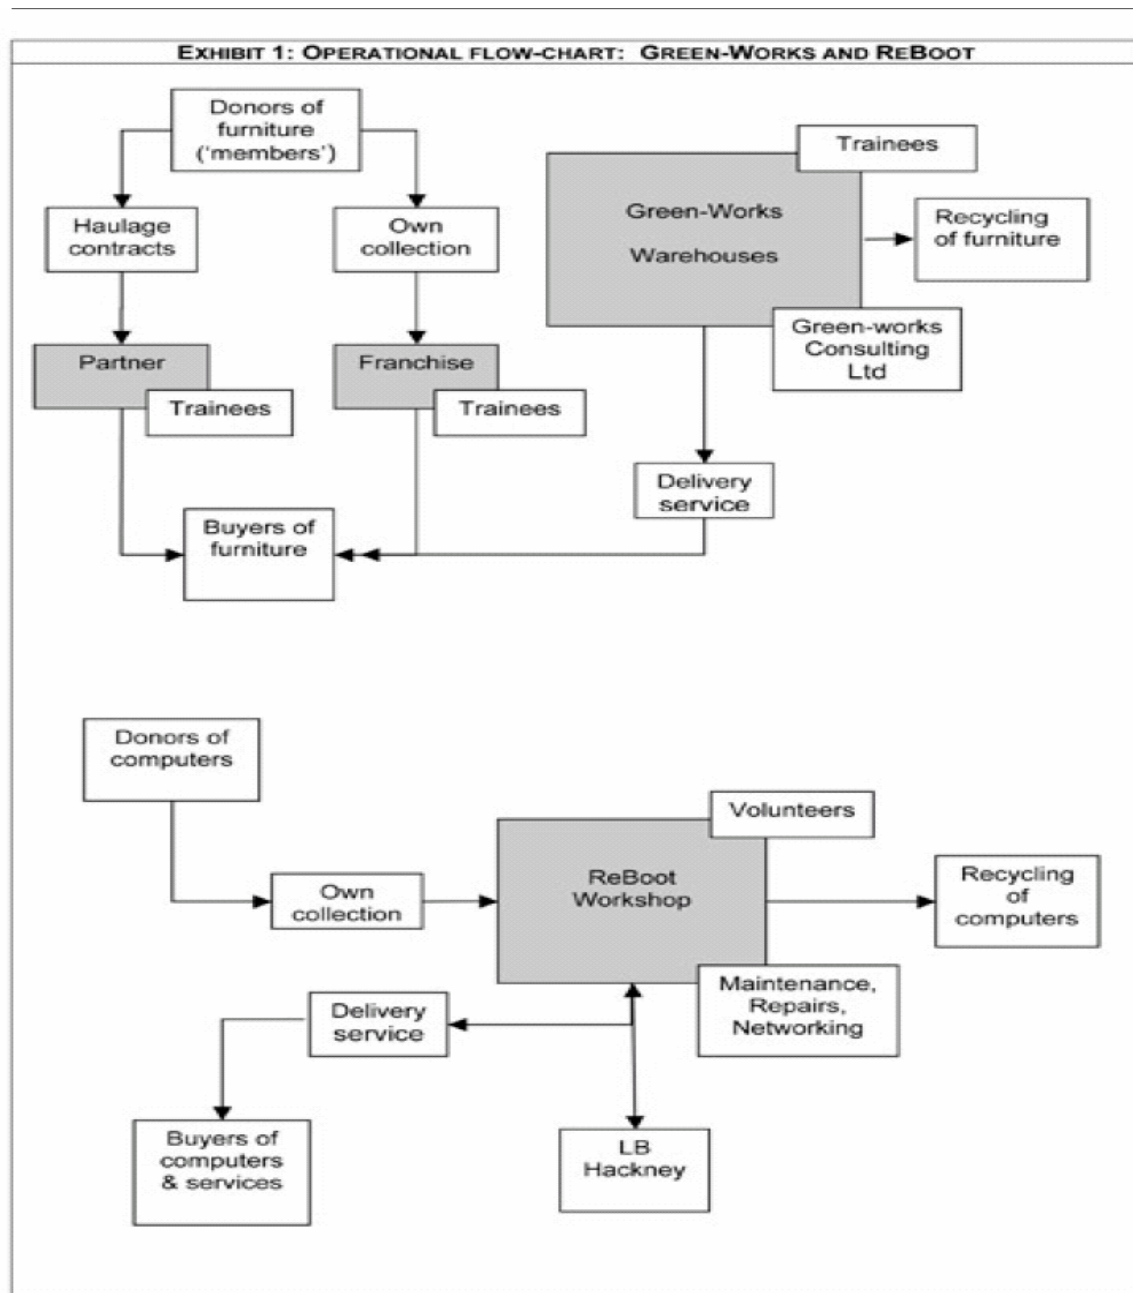 EXHIBIT 1: OPERATIONAL FLOW-CHART: GREEN-WORKS AND REBOOT
Donors of
furniture
(‘members’)
Haulage
contracts
Own
collection
Partner
Trainees
Franchise
Trainees
Buyers of
furniture
Trainees
Green-Works
Warehouses
Recycling
of furniture
Green-works
Consulting
Ltd
Delivery
service
Donors of
computers
Own
collection
Volunteers
ReBoot
Workshop
Recycling
of
computers
Maintenance,
Repairs,
Networking
Delivery
service
Buyers of
computers
& services
LB
Hackney